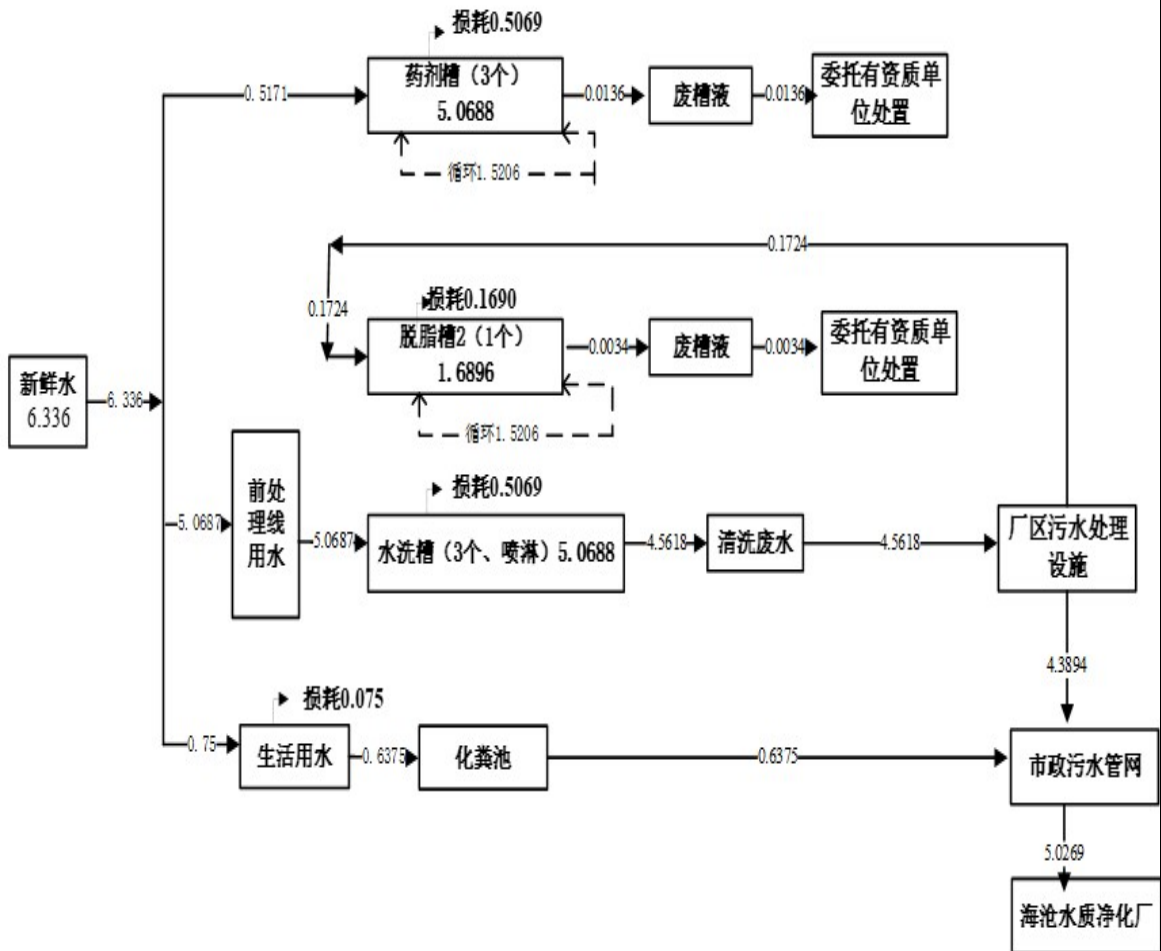 损耗0.5069
药剂槽（3个）
5.0688
0.5171
0.0136
废槽液
0.0136
委托有资质单
位处置
循环1.5206
0.1724
0.1724
损耗0.1690
脱脂槽2（1个）
1.6896
0.0034
废槽液
0.0034
委托有资质单
位处置
循环1.5206
新鲜水
6.336
6.336
前处
理线
用水
5.0687
5.0687
损耗0.5069
水洗槽（3个、喷淋）5.0688
4.5618
清洗废水
4.5618
厂区污水处理
设施
4.3894
损耗0.075
0.75
生活用水
0.6375
化粪池
0.6375
市政污水管网
5.0269
海沧水质净化厂